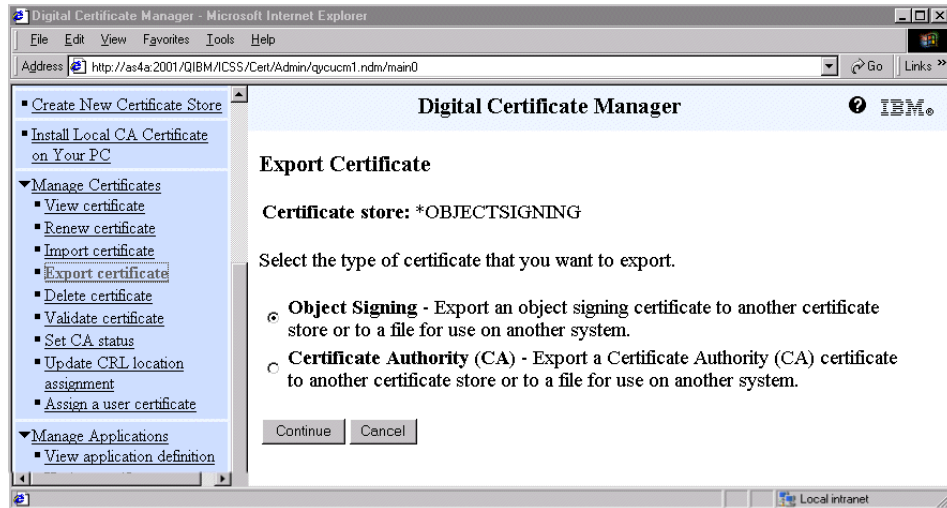 Digital Certificate Manager - Microsoft Internet Explorer
File Edit View Favorites Tools Help
Address http://as4a:2001/QIBM/ICSS/Cert/Admin/qycucm1.ndm/main0 Go Links »
Create New Certificate Store
Install Local CA Certificate
on Your PC
Manage Certificates
View certificate
Renew certificate
Import certificate
Export certificate
Delete certificate
Validate certificate
Set CA status
Update CRL location
assignment
Assign a user certificate
Manage Applications
View application definition
Digital Certificate Manager
? IBM®
Export Certificate
Certificate store: *OBJECTSIGNING
Select the type of certificate that you want to export.
Object Signing - Export an object signing certificate to another certificate
store or to a file for use on another system.
Certificate Authority (CA) - Export a Certificate Authority (CA) certificate
to another certificate store or to a file for use on another system.
Continue Cancel
Local intranet